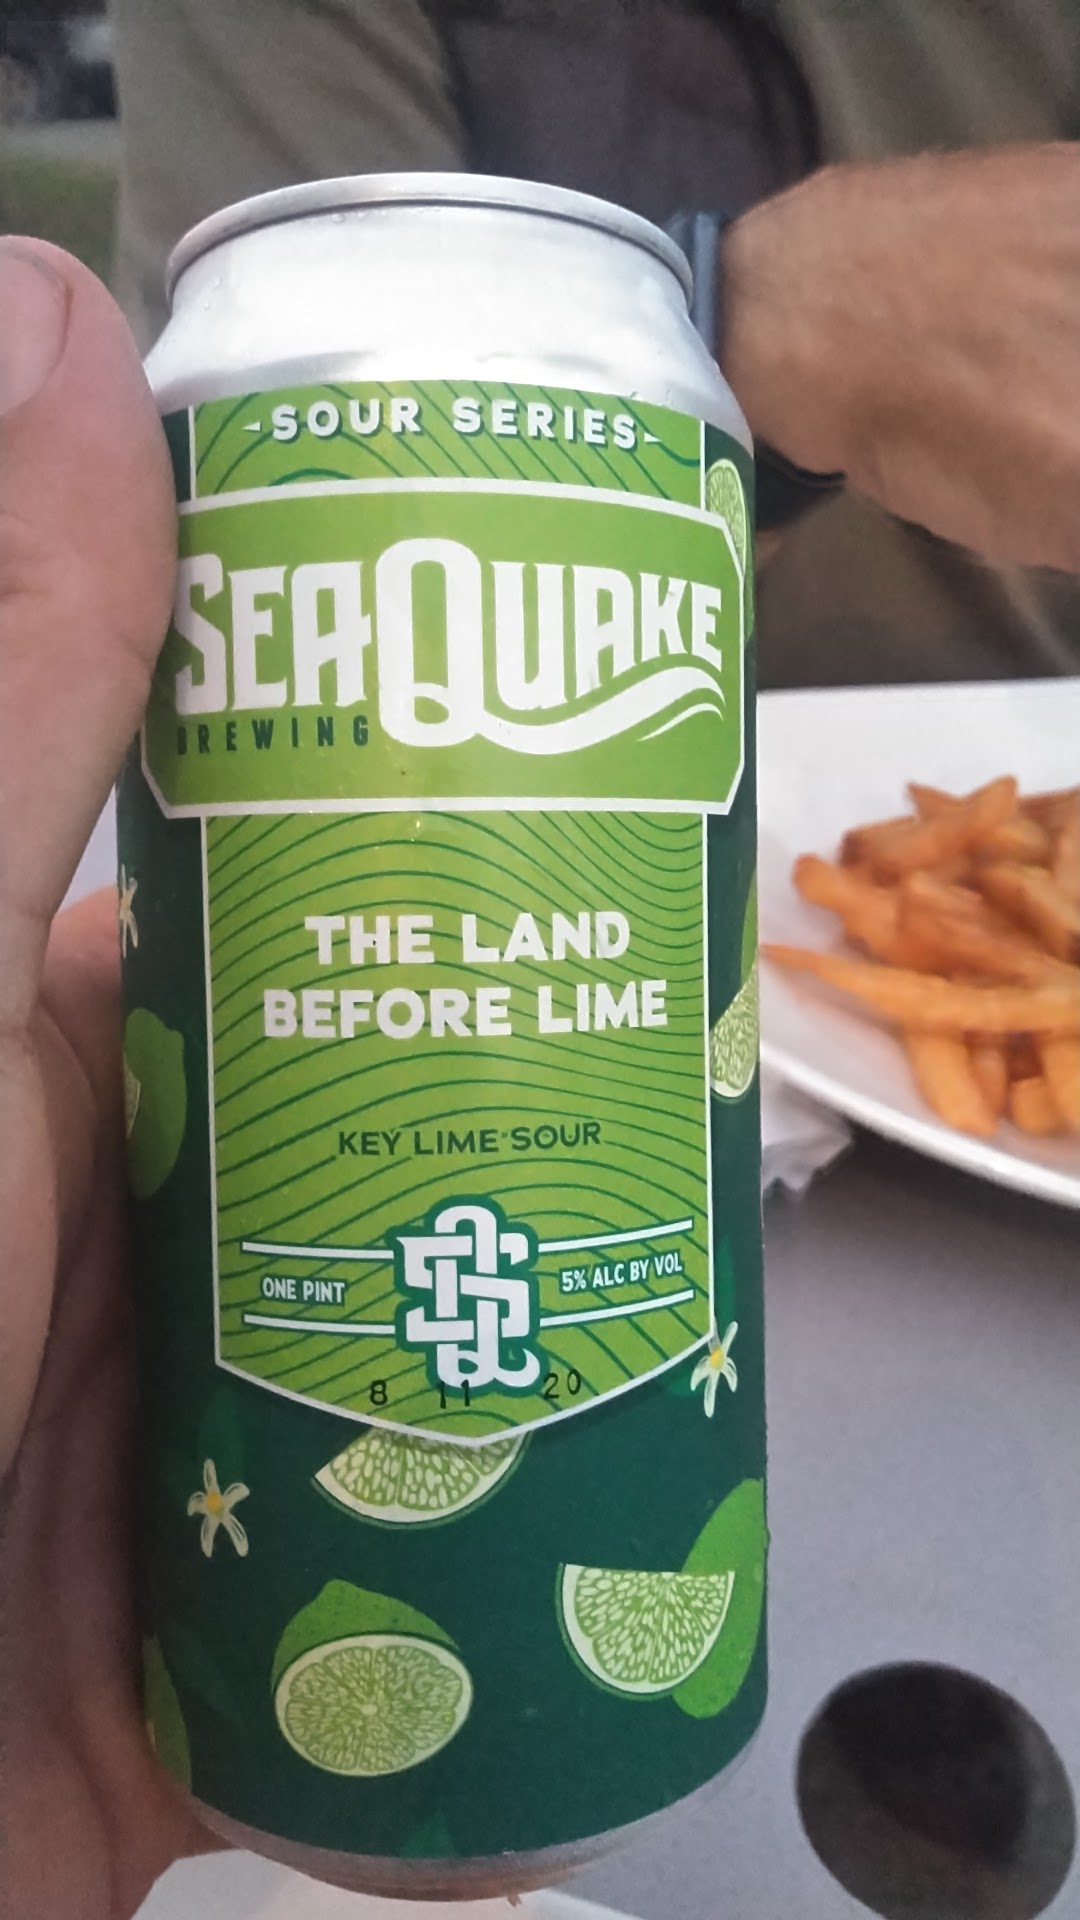 SOUR SERIES
SEAQUAKE
BREWING
THE LAND
BEFORE LIME
KEY LIME SOUR
ONE PINT
5% ALC BY VOL
8 11 20